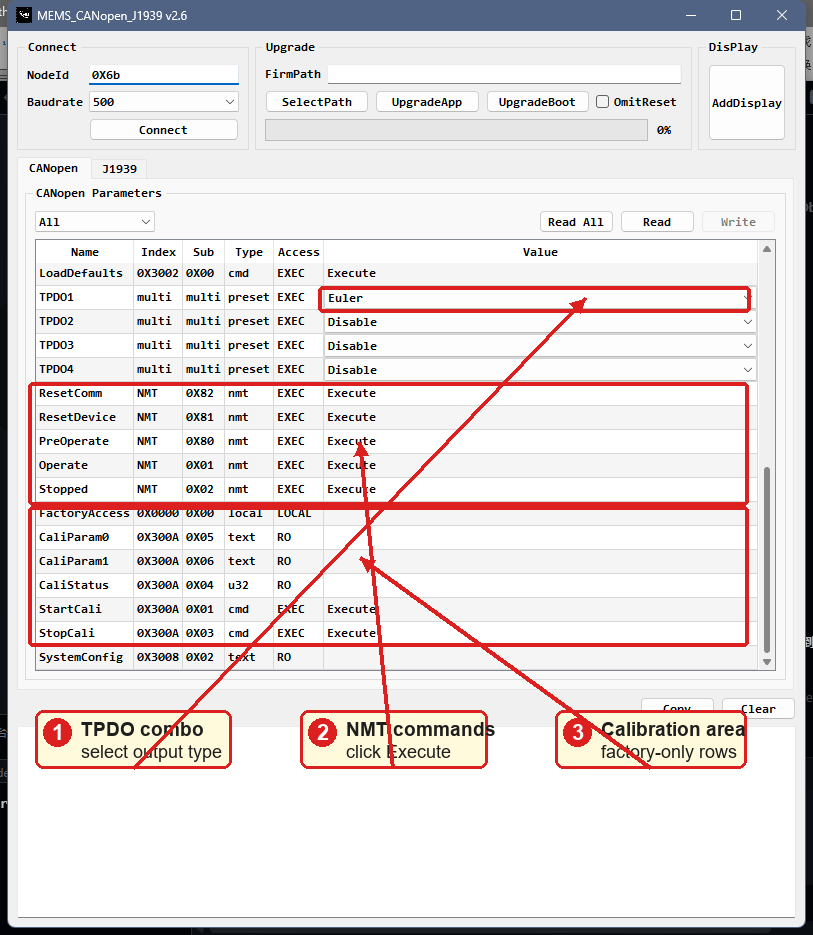 MEMS_CANopen_J1939 v2.6
Connect
NodeId 0X6b
Baudrate 500
Connect
Upgrade
FirmPath
SelectPath UpgradeApp UpgradeBoot OmitReset
0%
DisPlay
AddDisplay
CANopen J1939
CANopen Parameters
All Read All Read Write
Name Index Sub Type Access Value
LoadDefaults 0X3002 0X00 cmd EXEC Execute
TPDO1 multi multi preset EXEC Euler
TPDO2 multi multi preset EXEC Disable
TPDO3 multi multi preset EXEC Disable
TPDO4 multi multi preset EXEC Disable
ResetComm NMT 0X82 nmt EXEC Execute
ResetDevice NMT 0X81 nmt EXEC Execute
PreOperate NMT 0X80 nmt EXEC Execute
Operate NMT 0X01 nmt EXEC Execute
Stopped NMT 0X02 nmt EXEC Execute
FactoryAccess 0X0000 0X00 local LOCAL
CaliParam0 0X300A 0X05 text RO
CaliParam1 0X300A 0X06 text RO
CaliStatus 0X300A 0X04 u32 RO
StartCali 0X300A 0X01 cmd EXEC Execute
StopCali 0X300A 0X03 cmd EXEC Execute
SystemConfig 0X3008 0X02 text RO
Copy Clear
1 TPDO combo
select output type
2 NMT commands
click Execute
3 Calibration area
factory-only rows